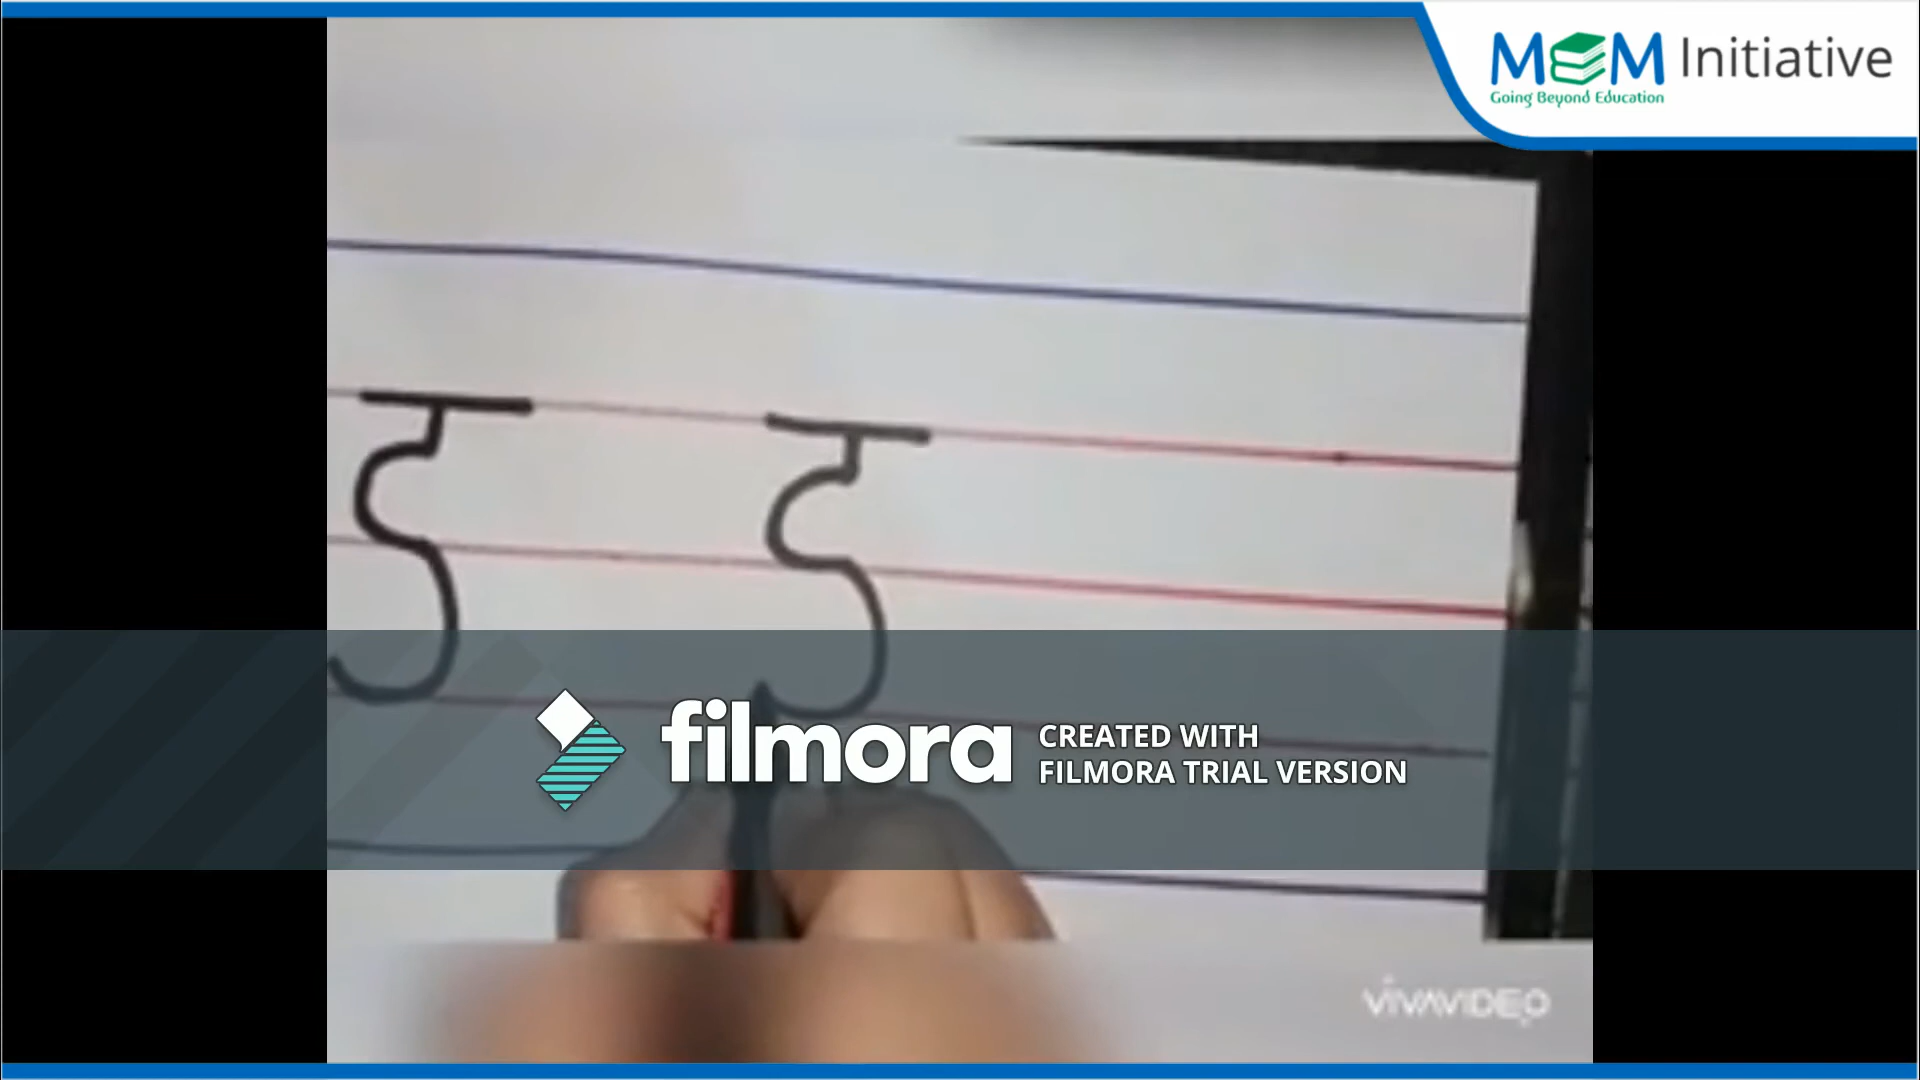 MEM Initiative
Going Beyond Education
ड ड
filmora CREATED WITH
FILMORA TRIAL VERSION
VIVAVIDEO